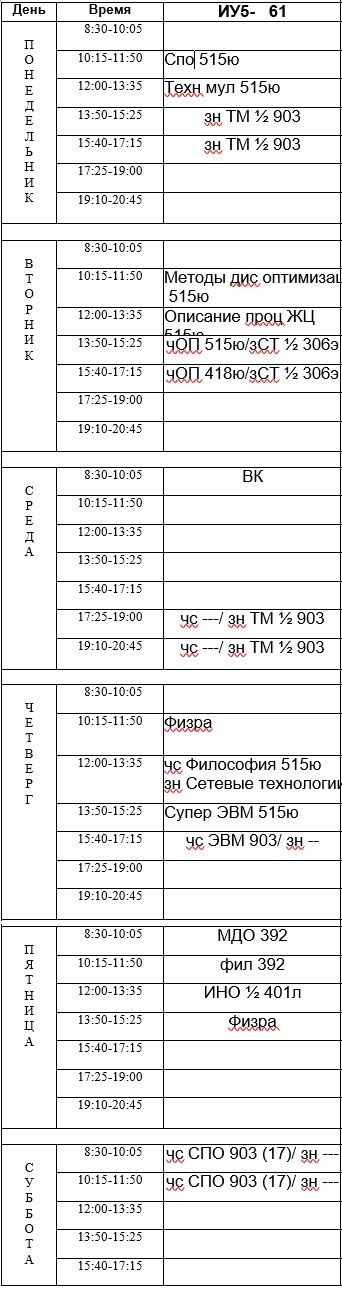 День Время ИУ5- 61
ПОНЕДЕЛЬНИК
8:30-10:05
10:15-11:50 Спо 515ю
12:00-13:35 Техн мул 515ю
13:50-15:25 зн ТМ ½ 903
15:40-17:15 зн ТМ ½ 903
17:25-19:00
19:10-20:45
ВТОРНИК
8:30-10:05
10:15-11:50 Методы дис оптимизац
515ю
12:00-13:35 Описание проц ЖЦ
515ю
13:50-15:25 чОП 515ю/зСТ ½ 306э
15:40-17:15 чОП 418ю/зСТ ½ 306э
17:25-19:00
19:10-20:45
СРЕДА
8:30-10:05 ВК
10:15-11:50
12:00-13:35
13:50-15:25
15:40-17:15
17:25-19:00 чс ---/ зн ТМ ½ 903
19:10-20:45 чс ---/ зн ТМ ½ 903
ЧЕТВЕРГ
8:30-10:05
10:15-11:50 Физра
12:00-13:35 чс Философия 515ю
зн Сетевые технологии
13:50-15:25 Супер ЭВМ 515ю
15:40-17:15 чс ЭВМ 903/ зн --
17:25-19:00
19:10-20:45
ПЯТНИЦА
8:30-10:05 МДО 392
10:15-11:50 фил 392
12:00-13:35 ИНО ½ 401л
13:50-15:25 Физра
15:40-17:15
17:25-19:00
19:10-20:45
СУББОТА
8:30-10:05 чс СПО 903 (17)/ зн ---
10:15-11:50 чс СПО 903 (17)/ зн ---
12:00-13:35
13:50-15:25
15:40-17:15